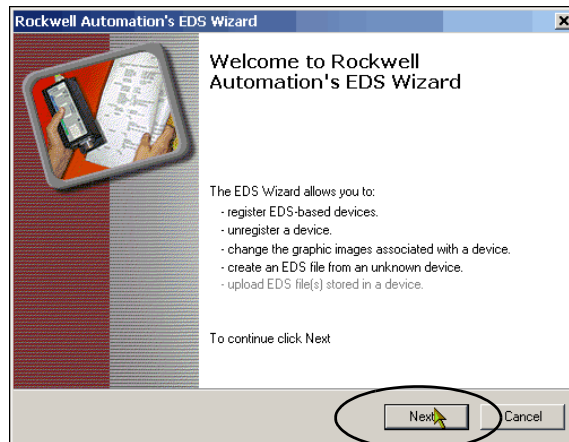 Rockwell Automation's EDS Wizard
Welcome to Rockwell
Automation's EDS Wizard
The EDS Wizard allows you to:
- register EDS-based devices.
- unregister a device.
- change the graphic images associated with a device.
- create an EDS file from an unknown device.
- upload EDS file(s) stored in a device.
To continue click Next
Next
Cancel